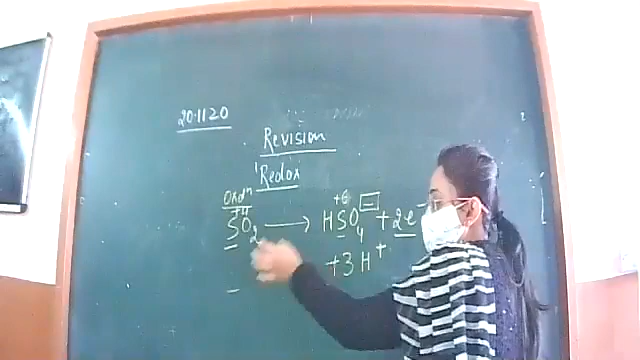 20.11.20
Revision
Redox
Oxdn
+4 +6
SO2 → HSO4 - + 2e-
+3H+